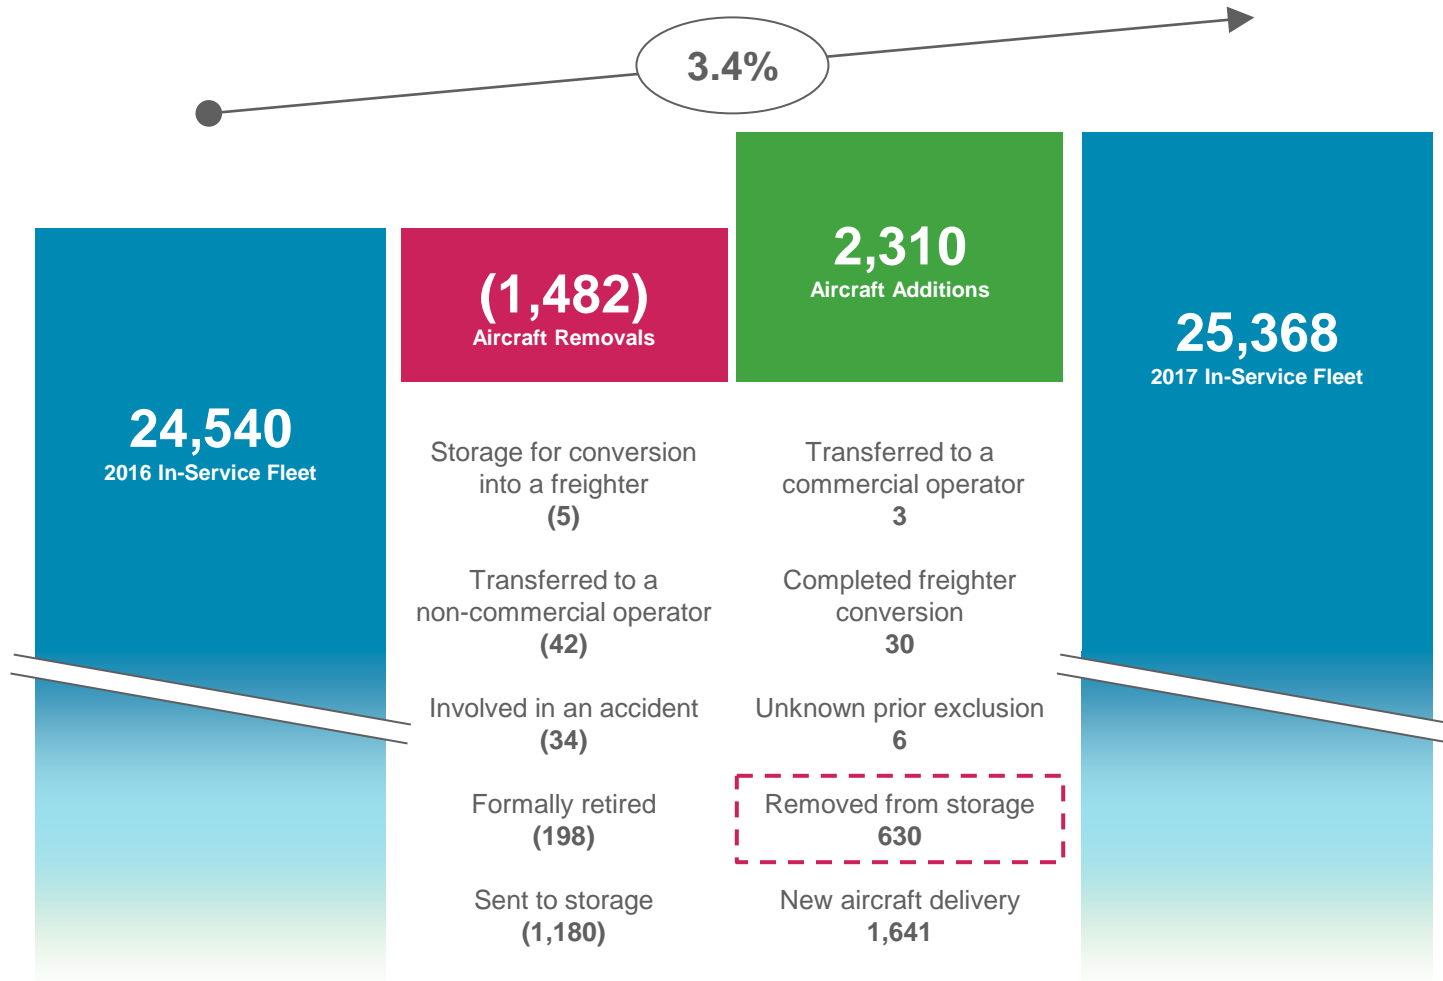 3.4%
24,540
2016 In-Service Fleet
(1,482)
Aircraft Removals
Storage for conversion
into a freighter
(5)
Transferred to a
non-commercial operator
(42)
Involved in an accident
(34)
Formally retired
(198)
Sent to storage
(1,180)
2,310
Aircraft Additions
Transferred to a
commercial operator
3
Completed freighter
conversion
30
Unknown prior exclusion
6
Removed from storage
630
New aircraft delivery
1,641
25,368
2017 In-Service Fleet